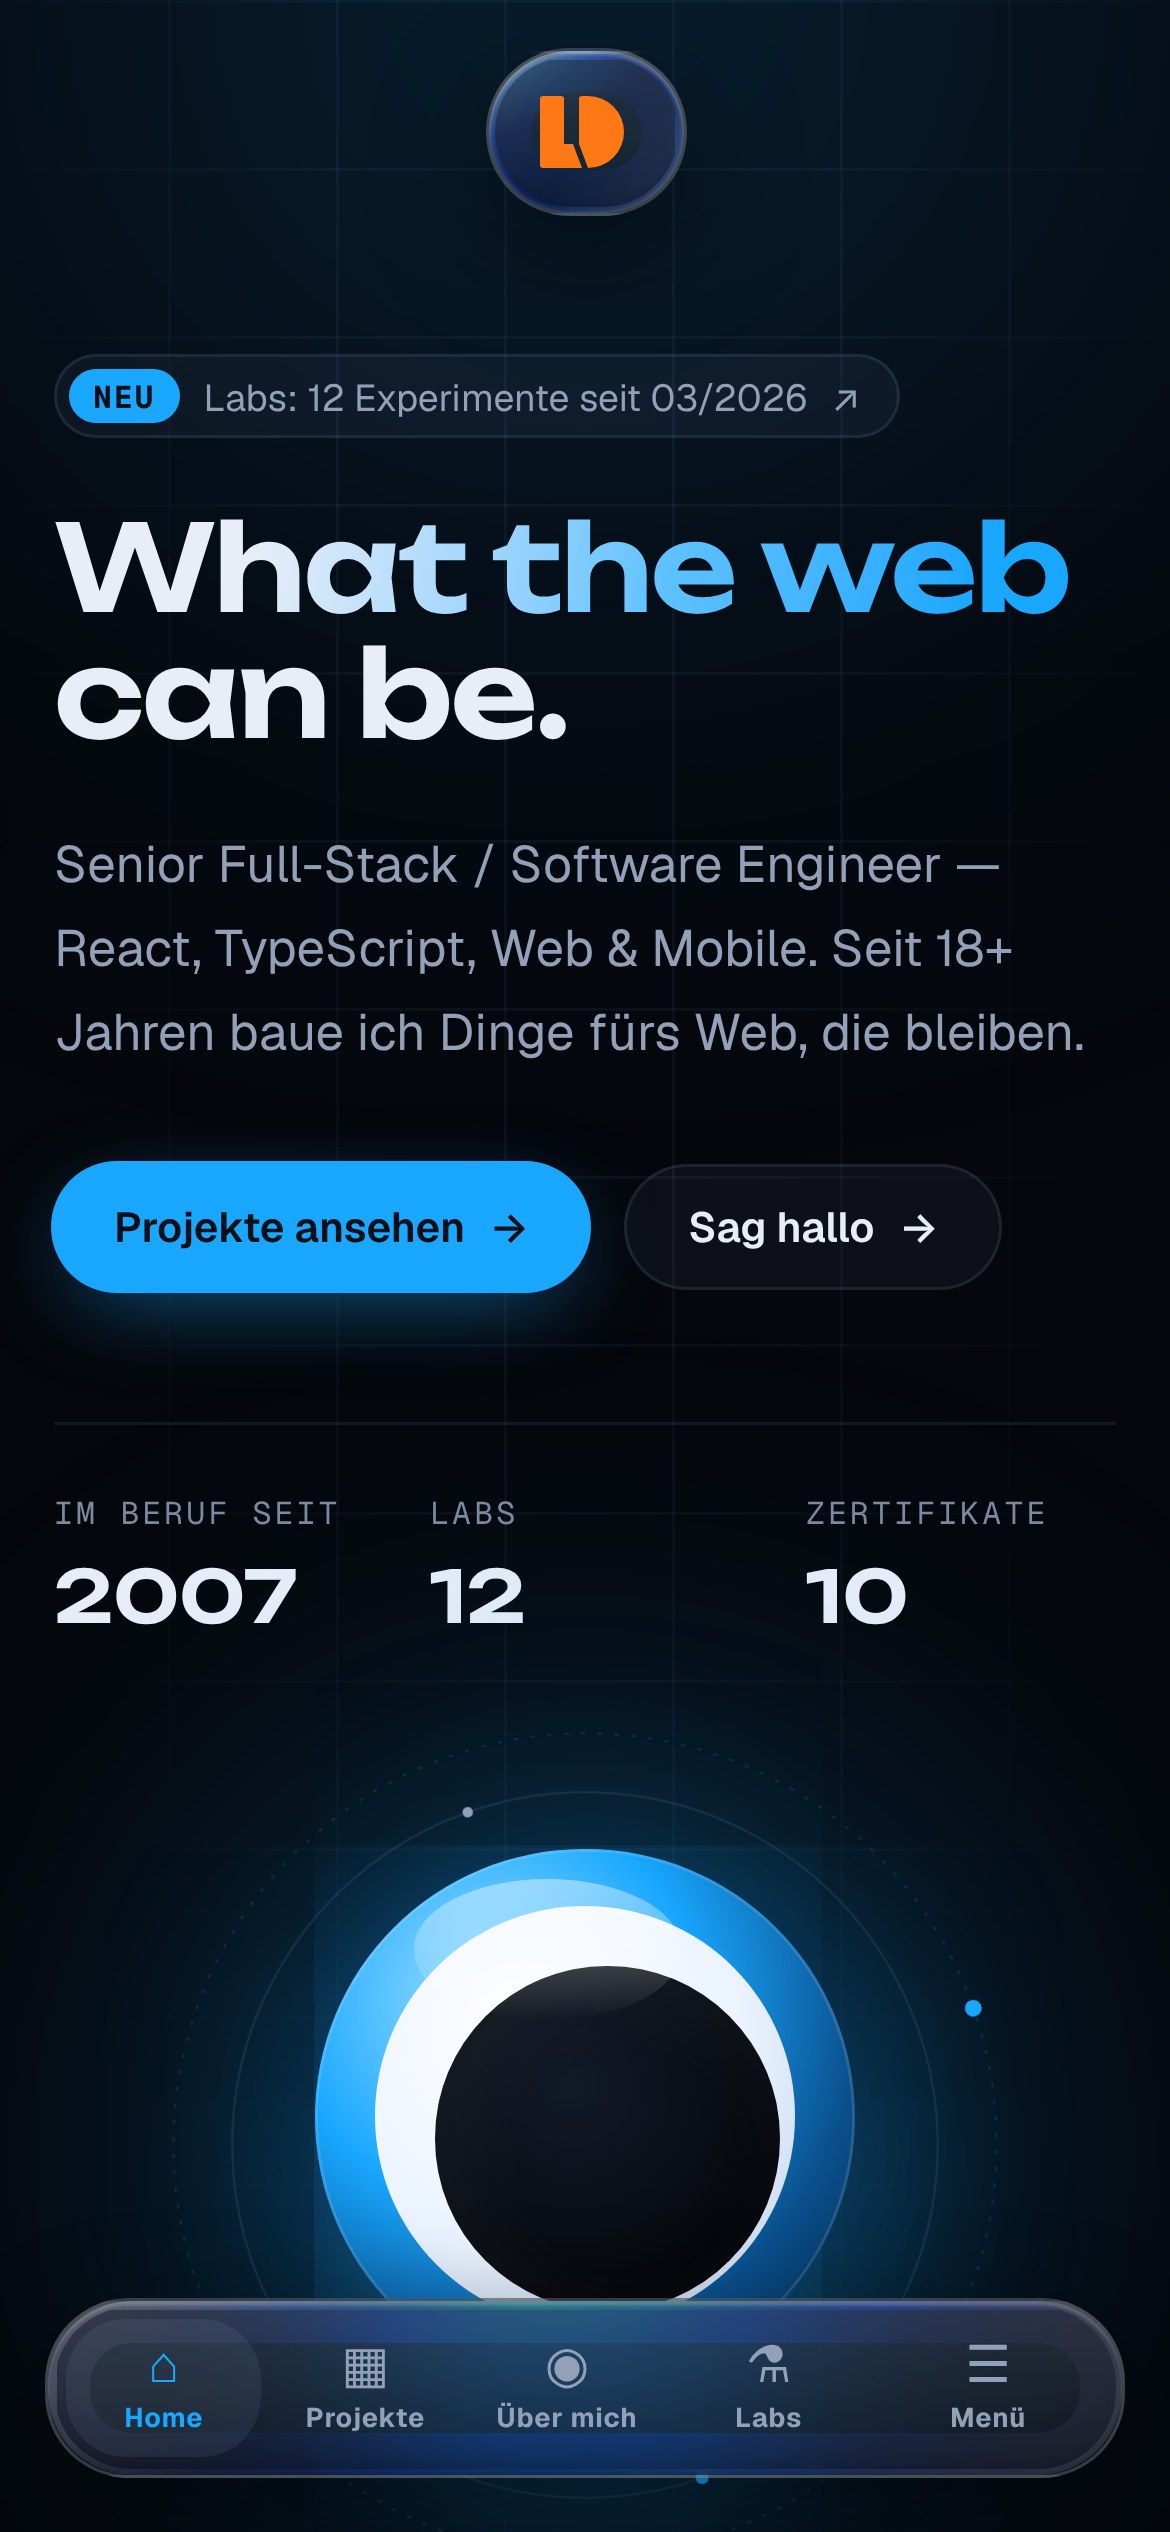 LD
NEU Labs: 12 Experimente seit 03/2026 ↗
What the web
can be.
Senior Full-Stack / Software Engineer —
React, TypeScript, Web & Mobile. Seit 18+
Jahren baue ich Dinge fürs Web, die bleiben.
Projekte ansehen → Sag hallo →
IM BERUF SEIT LABS ZERTIFIKATE
2007 12 10
Home Projekte Über mich Labs Menü